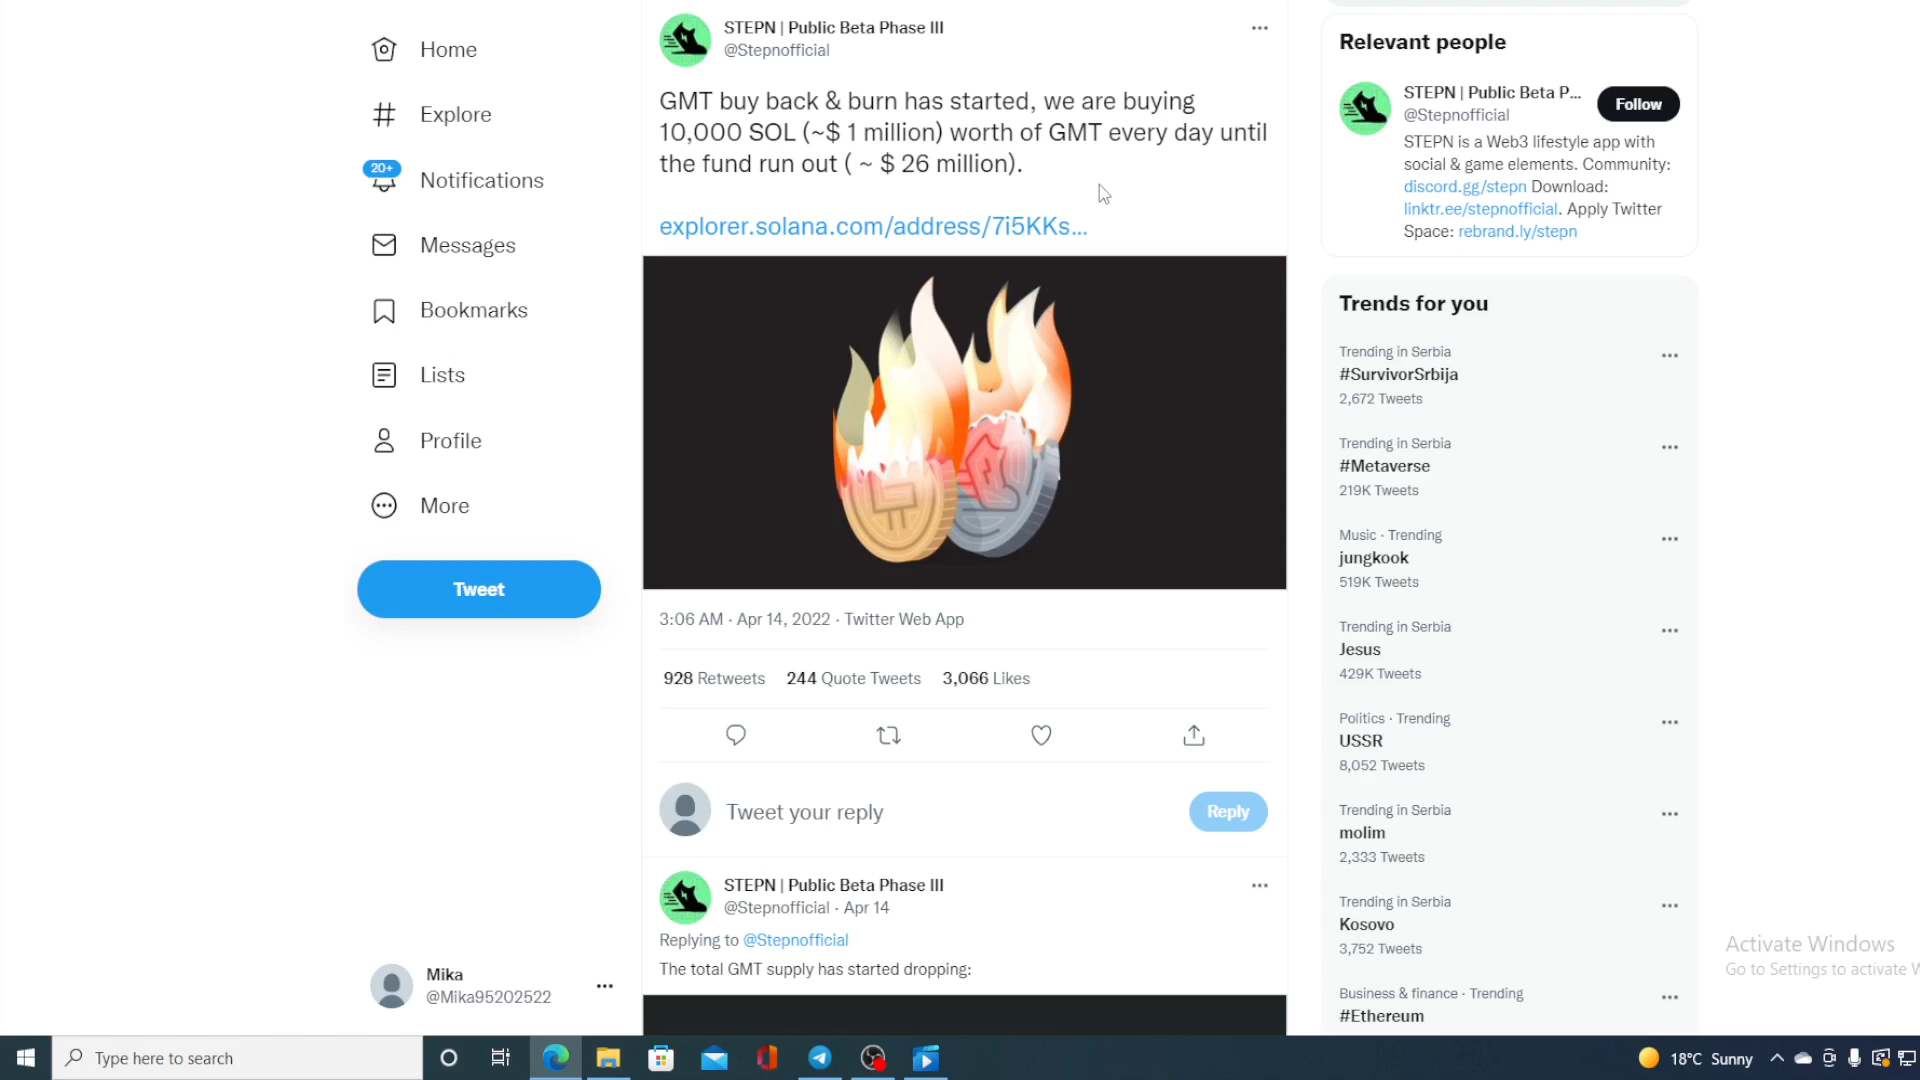 Home
Explore
20+
Notifications
Messages
Bookmarks
Lists
Profile
More
Tweet
Mika
@Mika95202522
STEPN | Public Beta Phase III
@Stepnofficial
GMT buy back & burn has started, we are buying
10,000 SOL (~$ 1 million) worth of GMT every day until
the fund run out ( ~ $ 26 million).
explorer.solana.com/address/7i5KKs...
3:06 AM · Apr 14, 2022 · Twitter Web App
928 Retweets 244 Quote Tweets 3,066 Likes
Tweet your reply
Reply
STEPN | Public Beta Phase III
@Stepnofficial · Apr 14
Replying to @Stepnofficial
The total GMT supply has started dropping:
Relevant people
STEPN | Public Beta P...
@Stepnofficial
Follow
STEPN is a Web3 lifestyle app with
social & game elements. Community:
discord.gg/stepn Download:
linktr.ee/stepnofficial. Apply Twitter
Space: rebrand.ly/stepn
Trends for you
Trending in Serbia
#SurvivorSrbija
2,672 Tweets
Trending in Serbia
#Metaverse
219K Tweets
Music · Trending
jungkook
519K Tweets
Trending in Serbia
Jesus
429K Tweets
Politics · Trending
USSR
8,052 Tweets
Trending in Serbia
molim
2,333 Tweets
Trending in Serbia
Kosovo
3,752 Tweets
Business & finance · Trending
#Ethereum
Activate Windows
Go to Settings to activate W
Type here to search
18°C Sunny